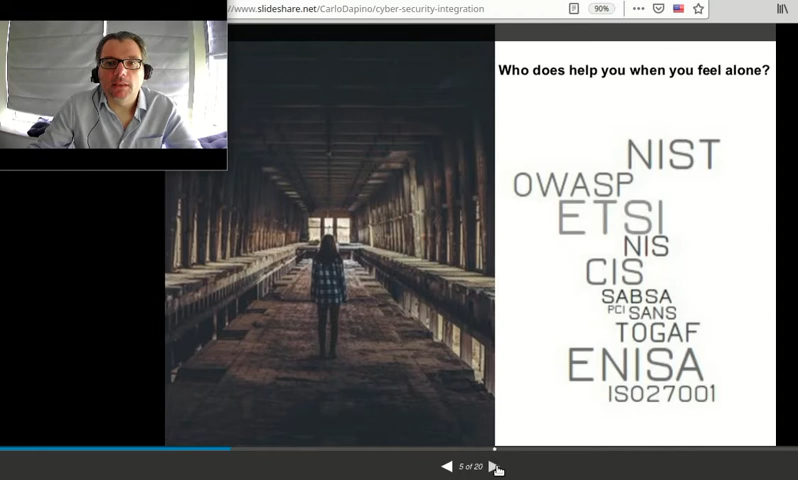 //www.slideshare.net/CarloDapino/cyber-security-integration
90%
Who does help you when you feel alone?
NIST
OWASP
ETSI
NIS
CIS
SABSA
PCI SANS
TOGAF
ENISA
ISO27001
5 of 20